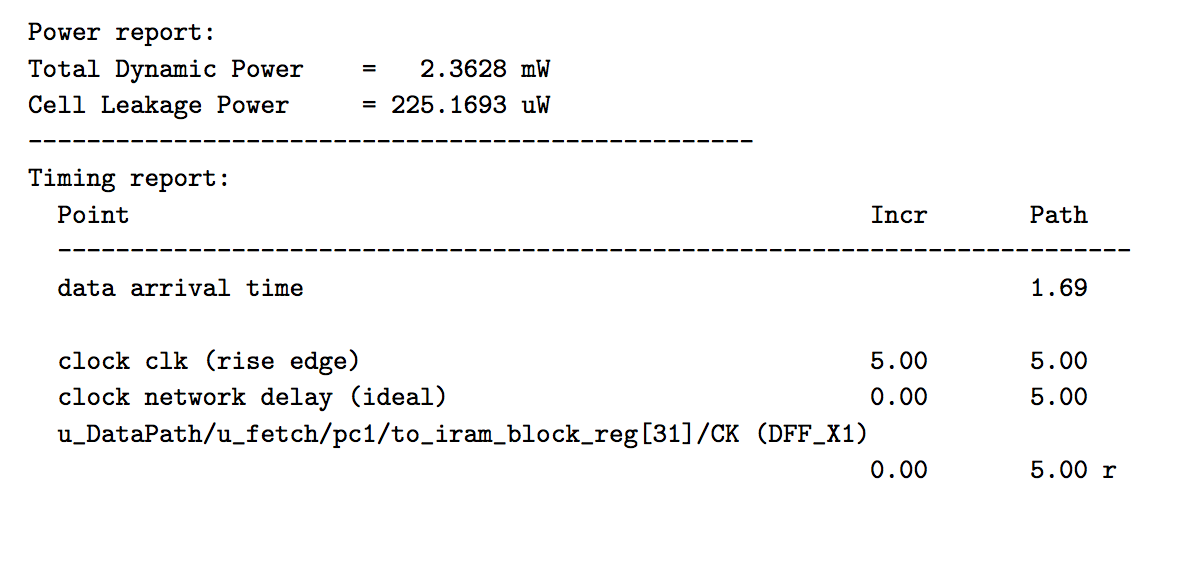 Power report:
Total Dynamic Power    =   2.3628 mW
Cell Leakage Power     = 225.1693 uW
--------------------------------------------------
Timing report:
  Point                                                   Incr       Path
  --------------------------------------------------------------------------
  data arrival time                                                  1.69
  clock clk (rise edge)                                   5.00       5.00
  clock network delay (ideal)                             0.00       5.00
  u_DataPath/u_fetch/pc1/to_iram_block_reg[31]/CK (DFF_X1)
                                                          0.00       5.00 r